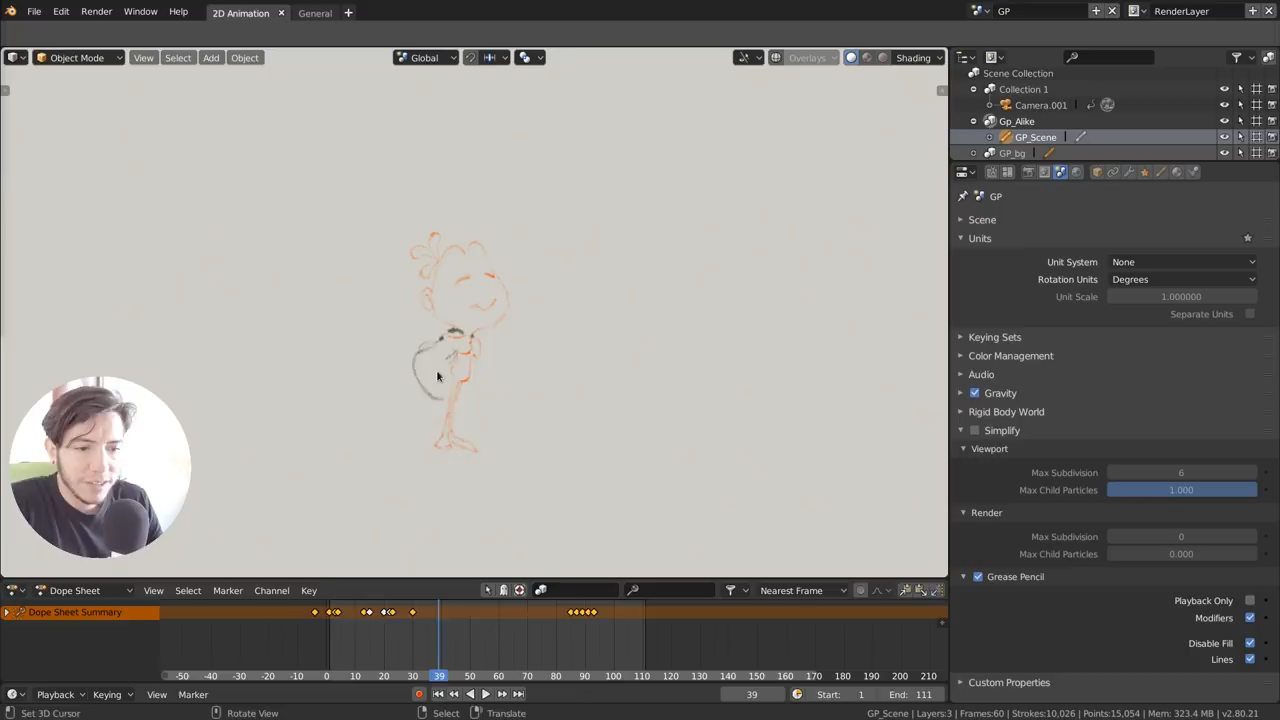 File Edit Render Window Help 2D Animation General GP RenderLayer
Object Mode View Select Add Object Global Overlays Shading
Scene Collection
Collection 1
Camera.001
Gp_Alike
GP_Scene
GP_bg
GP
Scene
Units
Unit System None
Rotation Units Degrees
Unit Scale 1.000000
Separate Units
Keying Sets
Color Management
Audio
Gravity
Rigid Body World
Simplify
Viewport
Max Subdivision 6
Max Child Particles 1.000
Render
Max Subdivision 0
Max Child Particles 0.000
Grease Pencil
Playback Only
Modifiers
Disable Fill
Lines
Custom Properties
Dope Sheet View Select Marker Channel Key Nearest Frame
Dope Sheet Summary
-50 -40 -30 -20 -10 0 10 20 30 39 50 60 70 80 90 100 110 120 130 140 150 160 170 180 190 200 210
Playback Keying View Marker 39 Start: 1 End: 111
Set 3D Cursor Rotate View Select Translate GP_Scene | Layers:3 | Frames:60 | Strokes:10,026 | Points:15,054 | Mem: 323.4 MB | v2.80.21